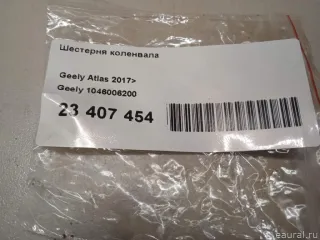 Шестерня коленвала
Geely Atlas 2017>
Geely 1046006200
23 407 454
eaural.ru